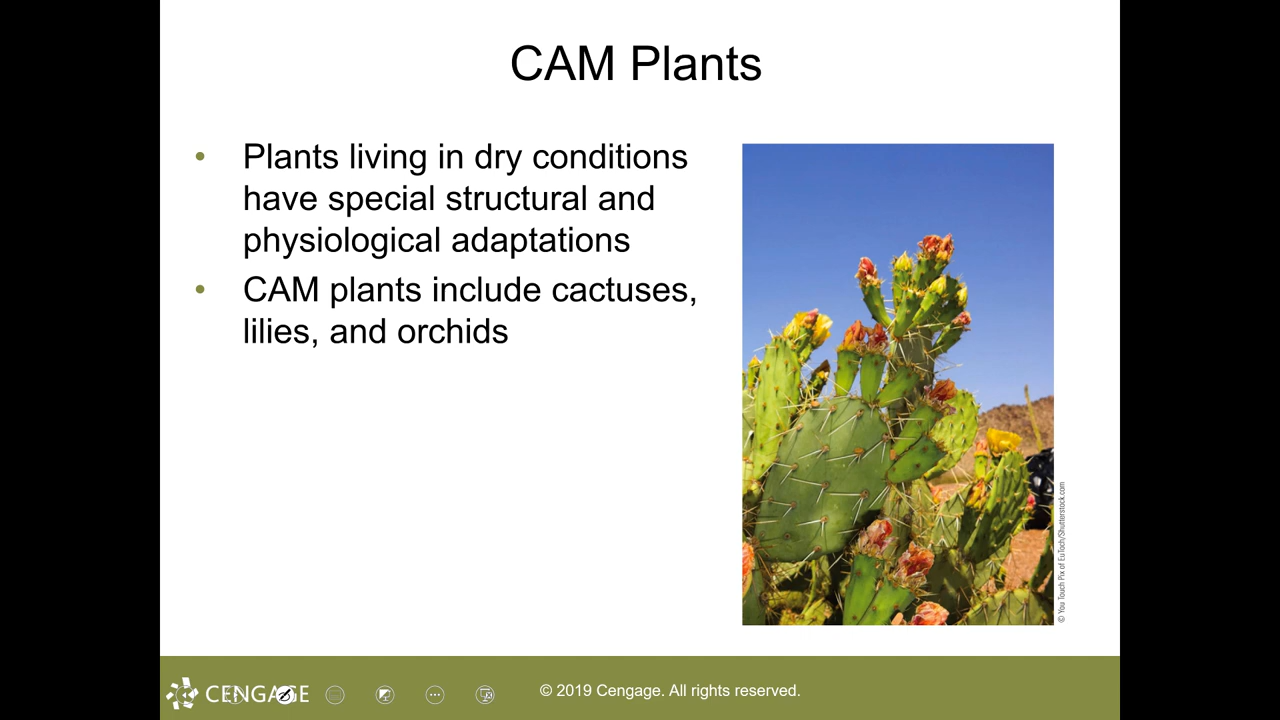 CAM Plants
• Plants living in dry conditions
have special structural and
physiological adaptations
• CAM plants include cactuses,
lilies, and orchids
© You Touch Pix of EuToch/Shutterstock.com
CENGAGE
© 2019 Cengage. All rights reserved.